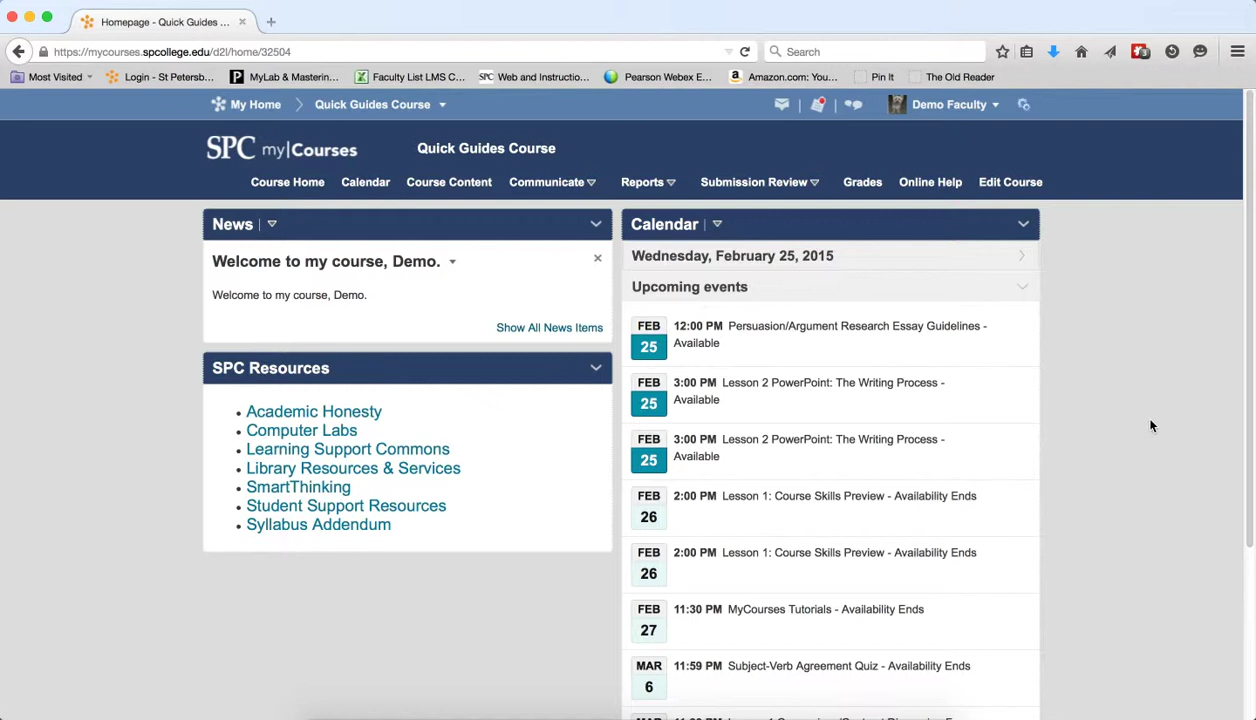 Homepage - Quick Guides ...
https://mycourses.spcollege.edu/d2l/home/32504
Search
3
Most Visited
Login - St Petersb...
MyLab & Masterin...
Faculty List LMS C...
SPC Web and Instructio...
Pearson Webex E...
Amazon.com: You...
Pin It
The Old Reader
My Home
Quick Guides Course
Demo Faculty
SPC my|Courses
Quick Guides Course
Course Home
Calendar
Course Content
Communicate
Reports
Submission Review
Grades
Online Help
Edit Course
News
Welcome to my course, Demo.
Welcome to my course, Demo.
Show All News Items
SPC Resources
Academic Honesty
Computer Labs
Learning Support Commons
Library Resources & Services
SmartThinking
Student Support Resources
Syllabus Addendum
Calendar
Wednesday, February 25, 2015
Upcoming events
FEB
25
12:00 PM Persuasion/Argument Research Essay Guidelines -
Available
FEB
25
3:00 PM Lesson 2 PowerPoint: The Writing Process -
Available
FEB
25
3:00 PM Lesson 2 PowerPoint: The Writing Process -
Available
FEB
26
2:00 PM Lesson 1: Course Skills Preview - Availability Ends
FEB
26
2:00 PM Lesson 1: Course Skills Preview - Availability Ends
FEB
27
11:30 PM MyCourses Tutorials - Availability Ends
MAR
6
11:59 PM Subject-Verb Agreement Quiz - Availability Ends